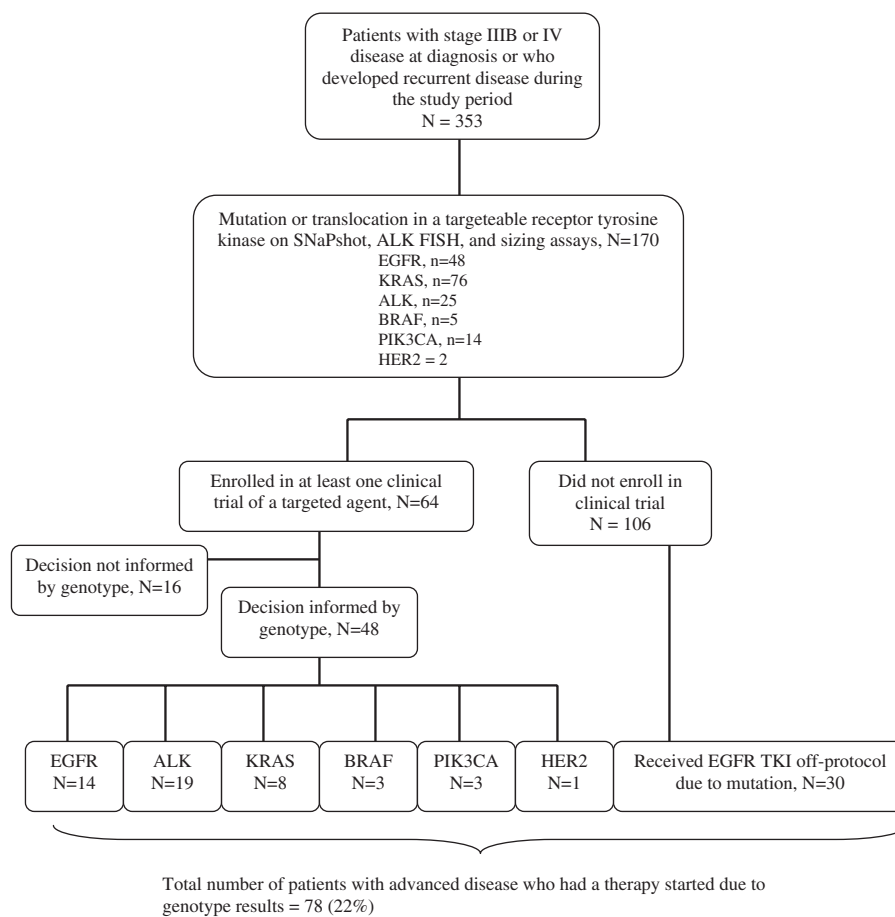 Patients with stage IIIB or IV
disease at diagnosis or who
developed recurrent disease during
the study period
N = 353
Mutation or translocation in a targeteable receptor tyrosine
kinase on SNaPshot, ALK FISH, and sizing assays, N=170
EGFR, n=48
KRAS, n=76
ALK, n=25
BRAF, n=5
PIK3CA, n=14
HER2 = 2
Enrolled in at least one clinical
trial of a targeted agent, N=64
Did not enroll in
clinical trial
N = 106
Decision not informed
by genotype, N=16
Decision informed by
genotype, N=48
EGFR
N=14
ALK
N=19
KRAS
N=8
BRAF
N=3
PIK3CA
N=3
HER2
N=1
Received EGFR TKI off-protocol
due to mutation, N=30
Total number of patients with advanced disease who had a therapy started due to
genotype results = 78 (22%)